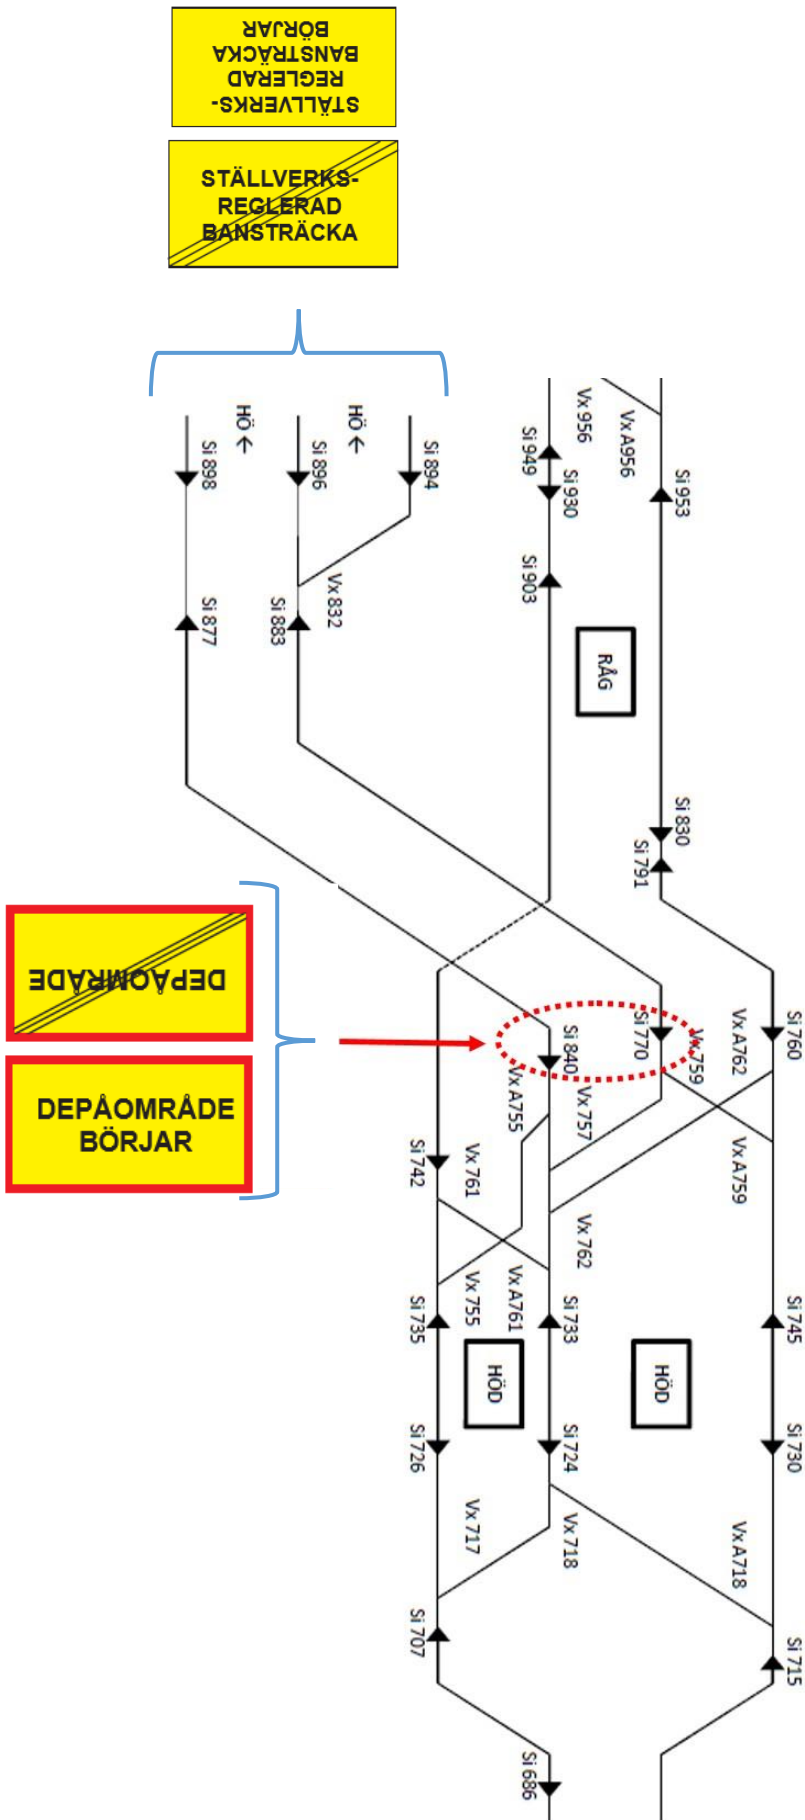 STÄLLVERKS-
REGLERAD
BANSTRÄCKA
BÖRJAR
STÄLLVERKS-
REGLERAD
BANSTRÄCKA
HÖ ←
HÖ ←
Si 898
Si 896
Si 894
Vx 832
Si 877
Si 883
Vx 956
Vx A956
Si 949
Si 930
Si 953
Si 903
RÅG
Si 830
Si 791
DEPÅOMRÅDE
DEPÅOMRÅDE
BÖRJAR
Si 840
Si 770
Vx 759
Vx A762
Si 760
Vx A755
Vx 757
Vx A759
Si 742
Vx 761
Vx 762
Vx 755
Vx A761
Si 735
Si 733
Si 745
HÖD
HÖD
Si 726
Si 724
Si 730
Vx 717
Vx 718
Vx A718
Si 707
Si 715
Si 686